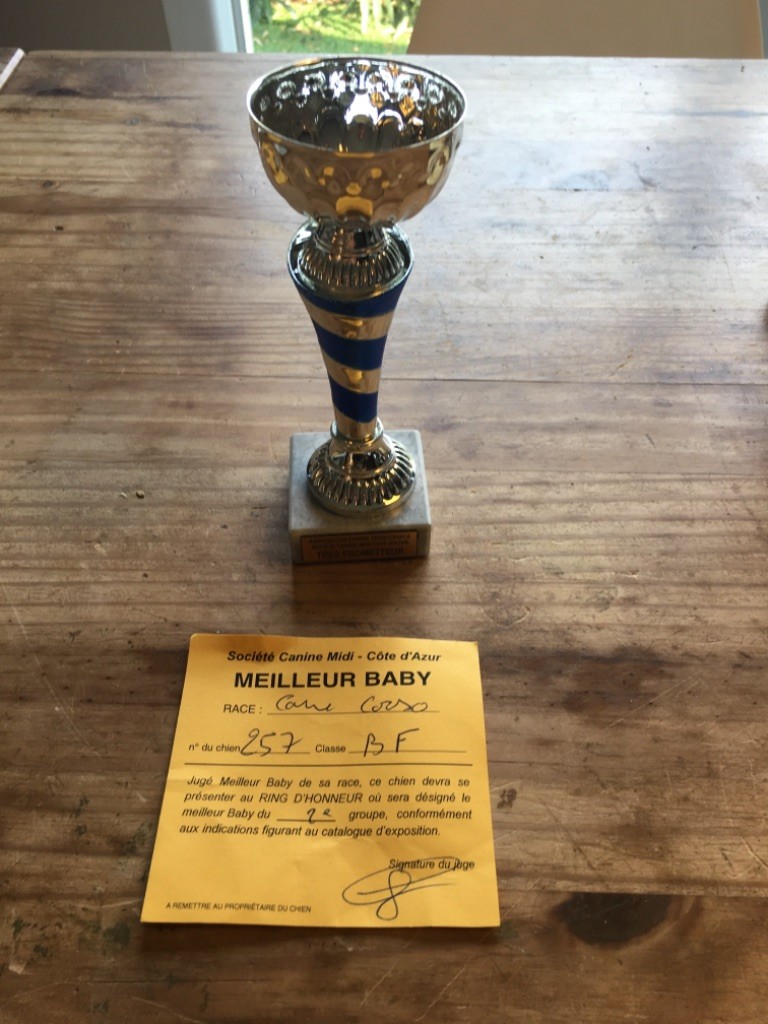 TRES PROMETTEUR
Société Canine Midi - Côte d'Azur
MEILLEUR BABY
RACE : Cane Corso
n° du chien 257 Classe BF
Jugé Meilleur Baby de sa race, ce chien devra se
présenter au RING D'HONNEUR où sera désigné le
meilleur Baby du 2e groupe, conformément
aux indications figurant au catalogue d'exposition.
Signature du juge
A REMETTRE AU PROPRIÉTAIRE DU CHIEN